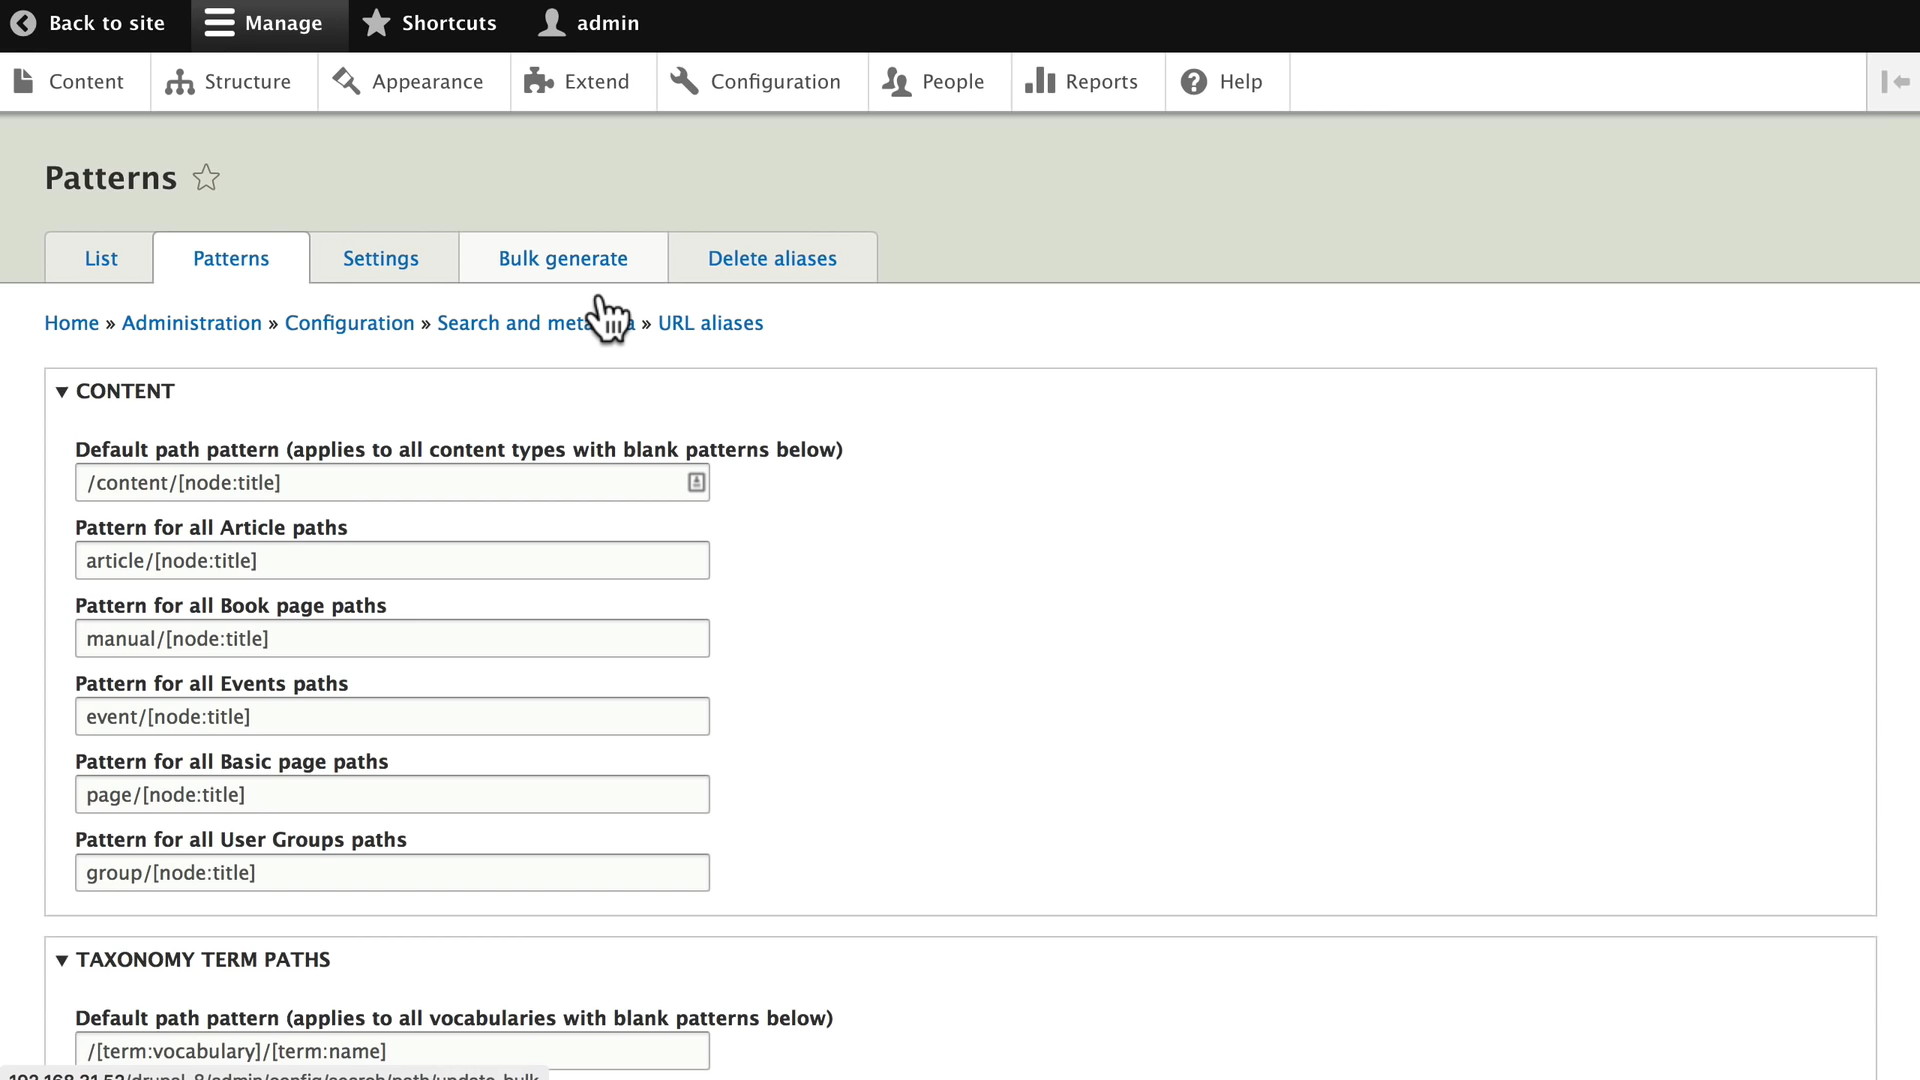 Back to site Manage Shortcuts admin
Content Structure Appearance Extend Configuration People Reports Help
Patterns
List Patterns Settings Bulk generate Delete aliases
Home » Administration » Configuration » Search and » URL aliases
▼ CONTENT
Default path pattern (applies to all content types with blank patterns below)
/content/[node:title]
Pattern for all Article paths
article/[node:title]
Pattern for all Book page paths
manual/[node:title]
Pattern for all Events paths
event/[node:title]
Pattern for all Basic page paths
page/[node:title]
Pattern for all User Groups paths
group/[node:title]
▼ TAXONOMY TERM PATHS
Default path pattern (applies to all vocabularies with blank patterns below)
/[term:vocabulary]/[term:name]